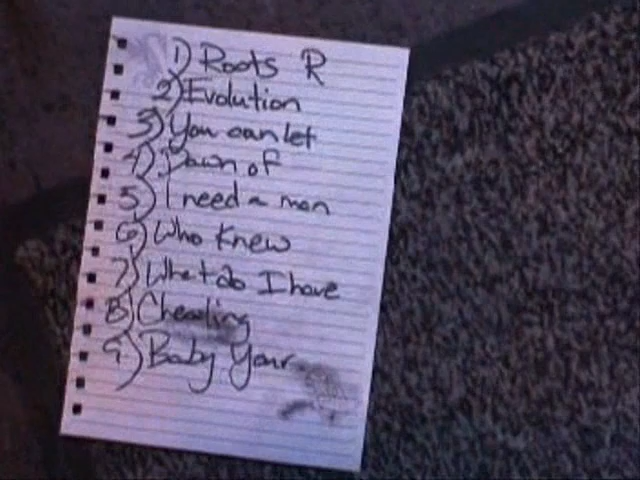 1) Roots R
2) Evolution
3) You can let
4) Dawn of
5) I need a man
6) Who Knew
7) What do I have
8) Cheating
9) Baby Your